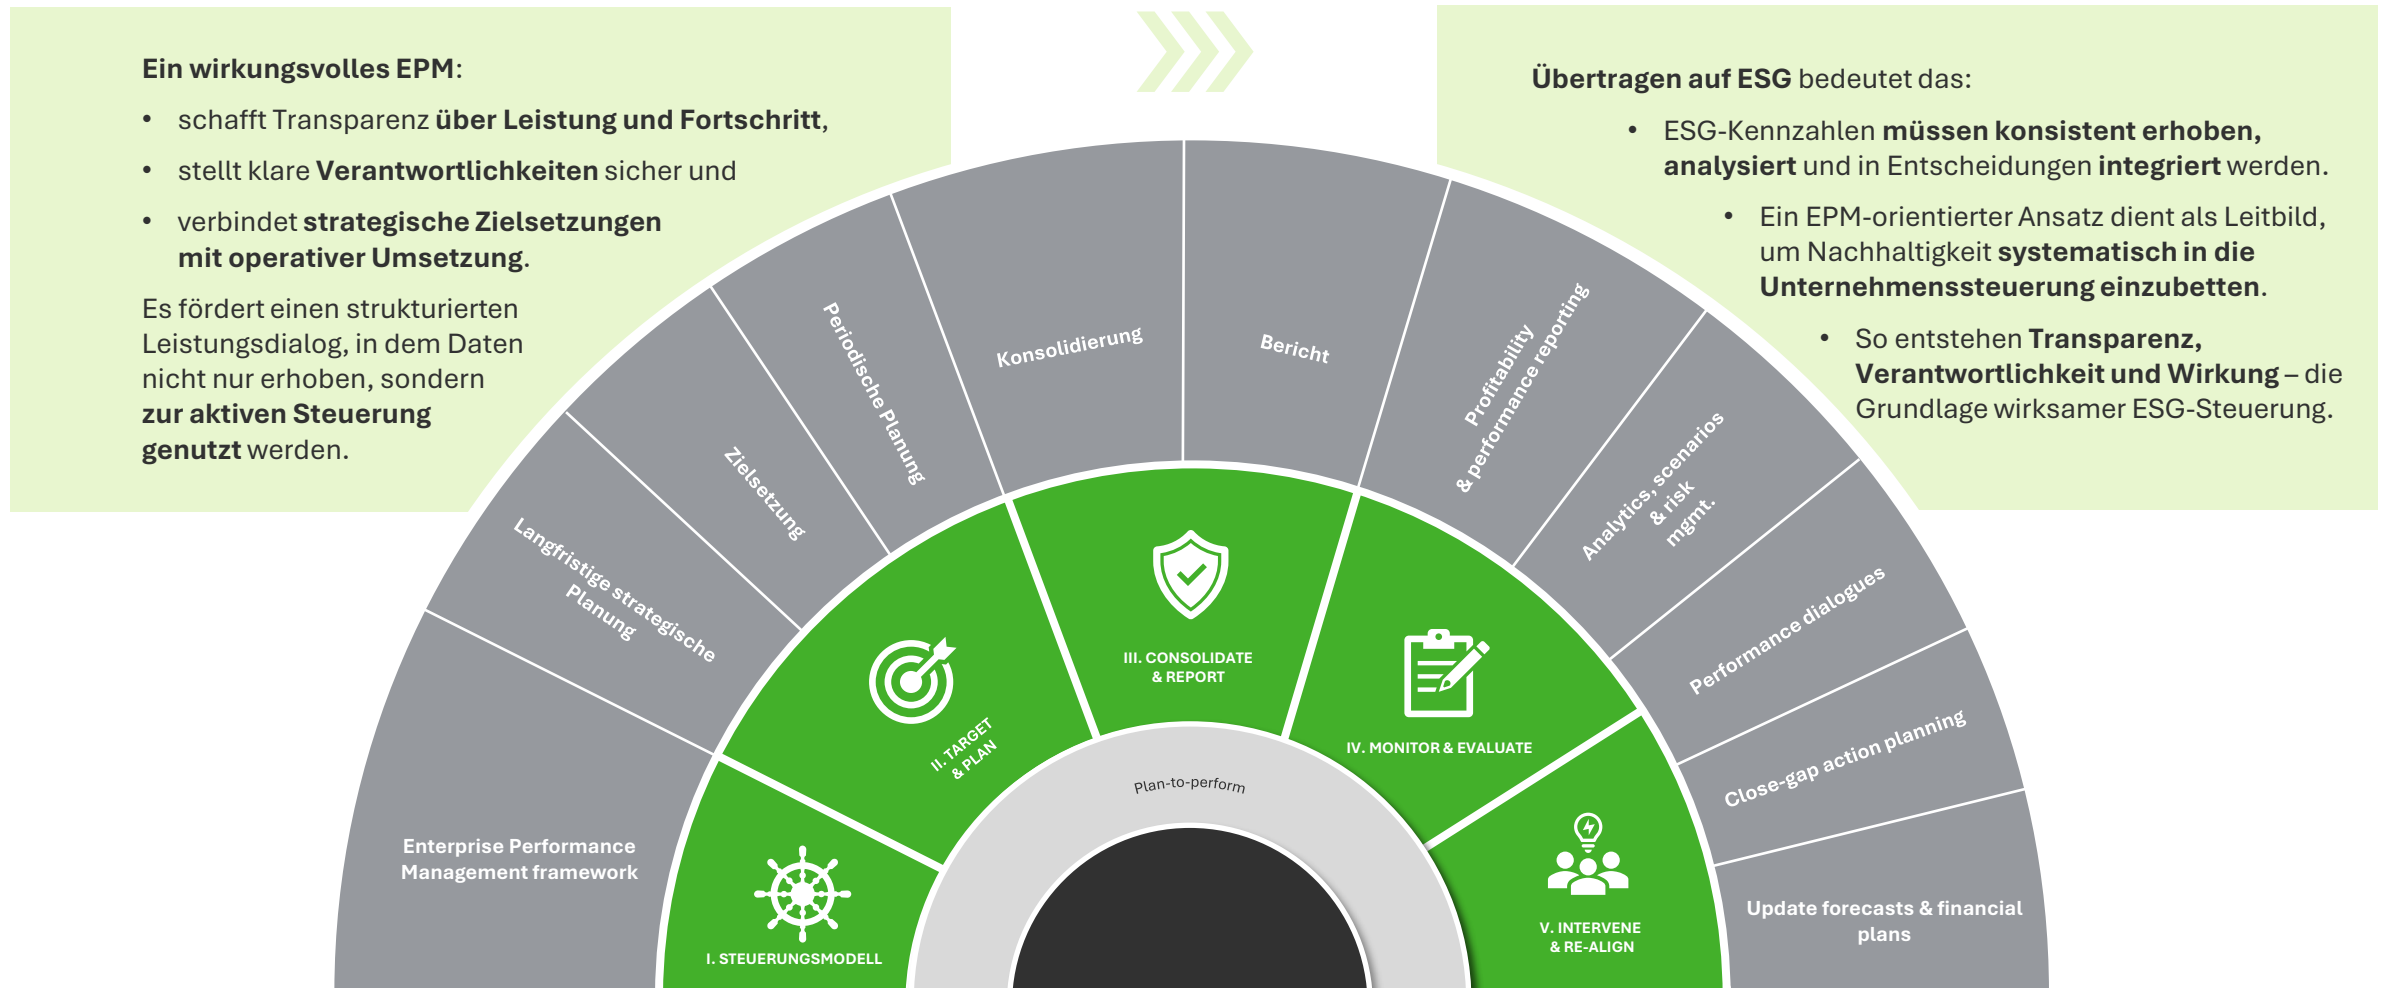 Ein wirkungsvolles EPM:
• schafft Transparenz über Leistung und Fortschritt,
• stellt klare Verantwortlichkeiten sicher und
• verbindet strategische Zielsetzungen
mit operativer Umsetzung.
Es fördert einen strukturierten
Leistungsdialog, in dem Daten
nicht nur erhoben, sondern
zur aktiven Steuerung
genutzt werden.
Übertragen auf ESG bedeutet das:
• ESG-Kennzahlen müssen konsistent erhoben,
analysiert und in Entscheidungen integriert werden.
• Ein EPM-orientierter Ansatz dient als Leitbild,
um Nachhaltigkeit systematisch in die
Unternehmenssteuerung einzubetten.
• So entstehen Transparenz,
Verantwortlichkeit und Wirkung – die
Grundlage wirksamer ESG-Steuerung.
Enterprise Performance
Management framework
Langfristige strategische
Planung
Zielsetzung
Periodische Planung
Konsolidierung
Bericht
Profitability
& performance reporting
Analytics, scenarios
& risk
mgmt.
Performance dialogues
Close-gap action planning
Update forecasts & financial
plans
I. STEUERUNGSMODELL
II. TARGET
& PLAN
III. CONSOLIDATE
& REPORT
IV. MONITOR & EVALUATE
V. INTERVENE
& RE-ALIGN
Plan-to-perform